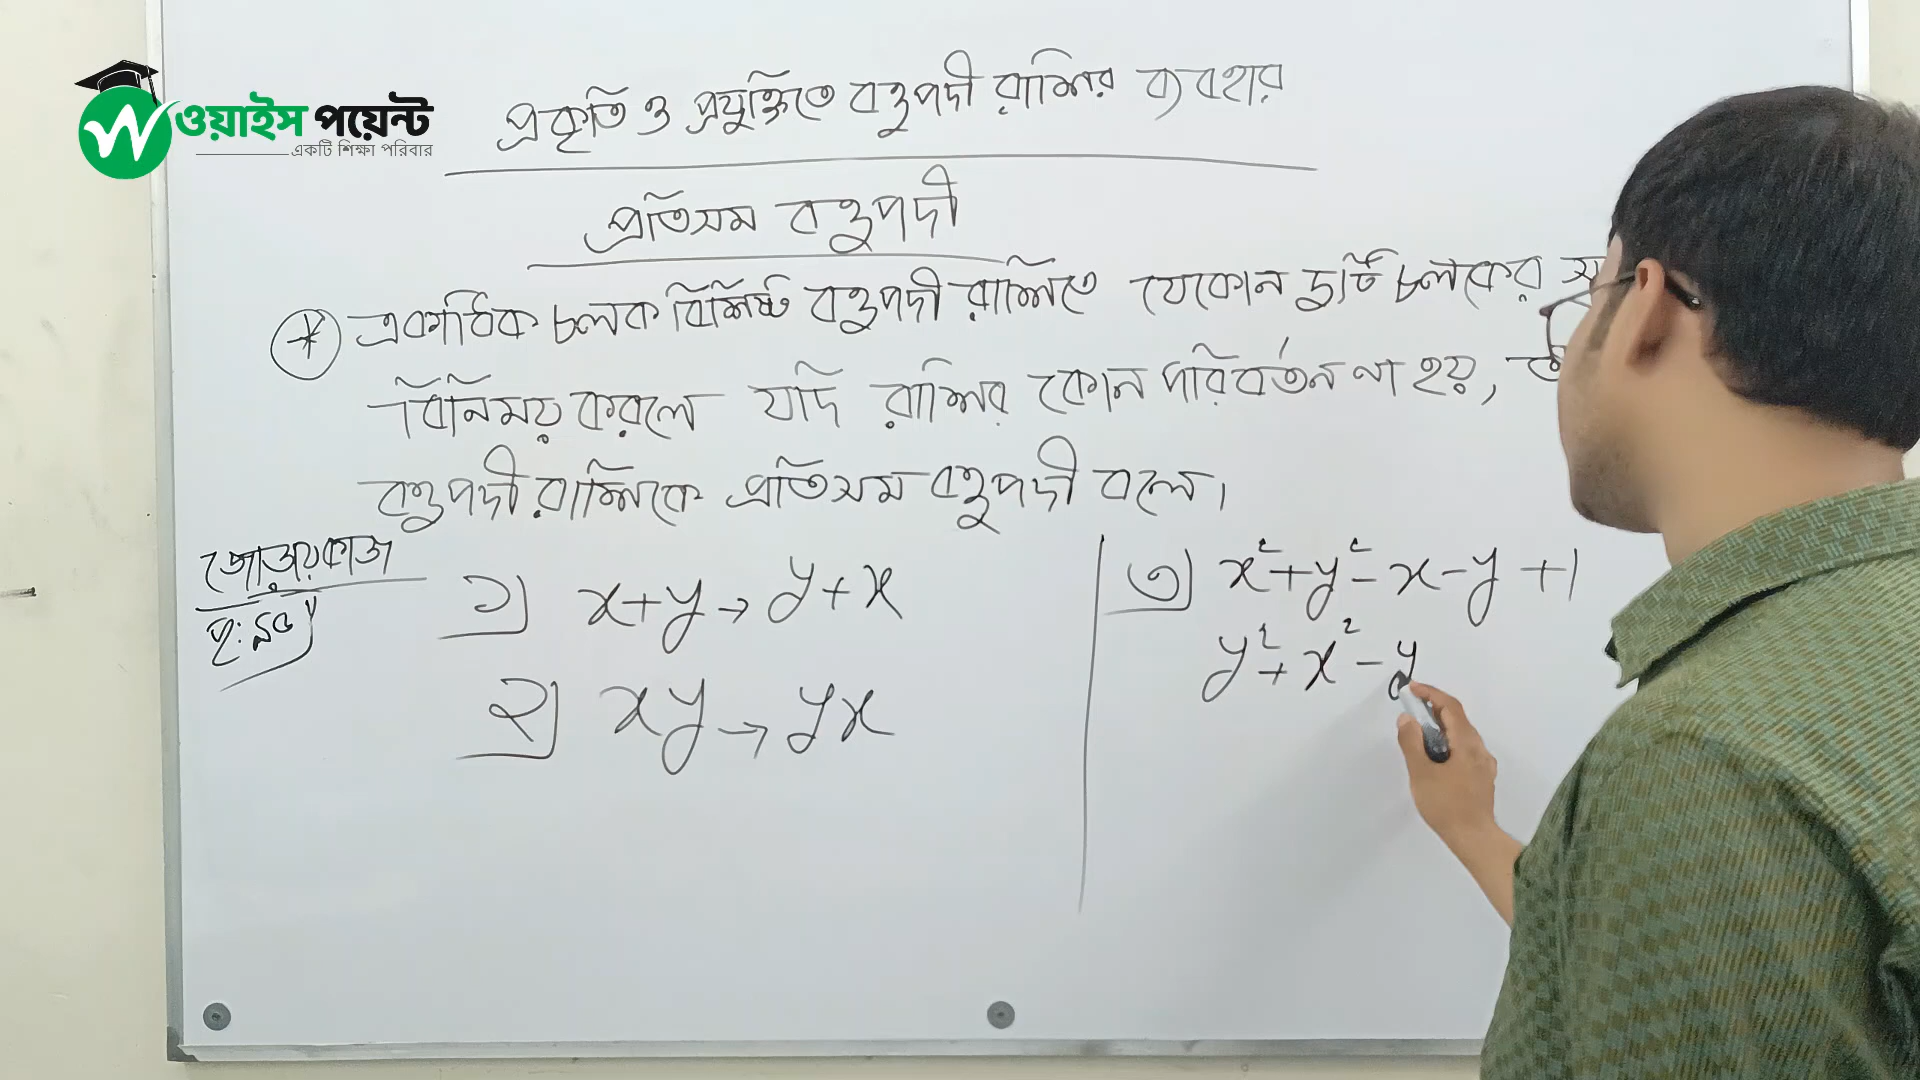 ওয়াইস পয়েন্ট
একটি শিক্ষা পরিবার
প্রকৃতি ও প্রযুক্তিতে বহুপদী রাশির ব্যবহার
প্রতিসম বহুপদী
* একাধিক চলক বিশিষ্ট বহুপদী রাশিতে যেকোন দুটি চলকের
বিনিময় করলে যদি রাশির কোন পরিবর্তন না হয়,
বহুপদী রাশিকে প্রতিসম বহুপদী বলে।
জোড়ায় কাজ
পৃ: ৯৫
১) x+y → y+x
২) xy → yx
৩) x²+y²-x-y+1
y²+x²-y